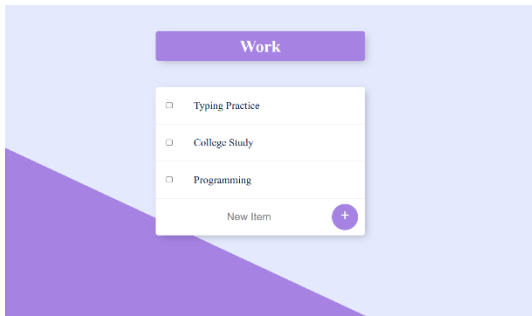 Work
Typing Practice
College Study
Programming
New Item
+